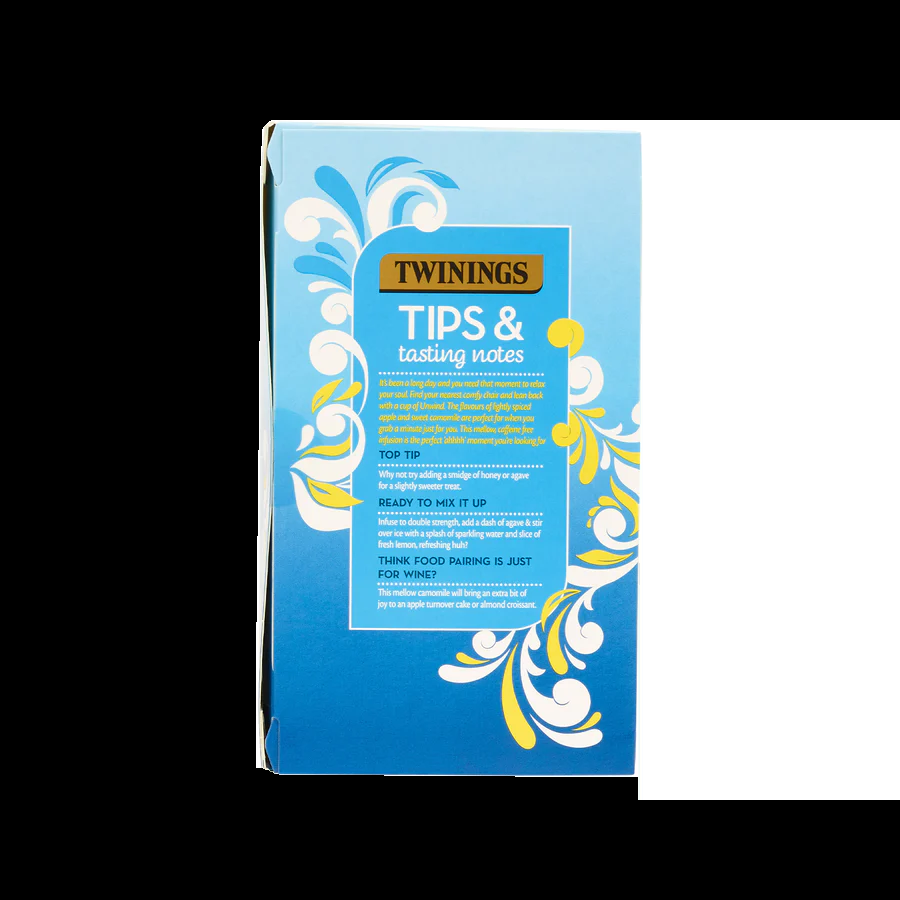 TWININGS
TIPS &
tasting notes
It's been a long day and you need that moment to relax
your soul. Find your nearest comfy chair and lean back
with a cup of Unwind. The flavours of lightly spiced
apple and sweet camomile are perfect for when you
grab a minute just for you. This mellow, caffeine free
infusion is the perfect 'ahhhh' moment you're looking for
TOP TIP
Why not try adding a smidge of honey or agave
for a slightly sweeter treat.
READY TO MIX IT UP
Infuse to double strength, add a dash of agave & stir
over ice with a splash of sparkling water and slice of
fresh lemon, refreshing huh?
THINK FOOD PAIRING IS JUST
FOR WINE?
This mellow camomile will bring an extra bit of
joy to an apple turnover cake or almond croissant.